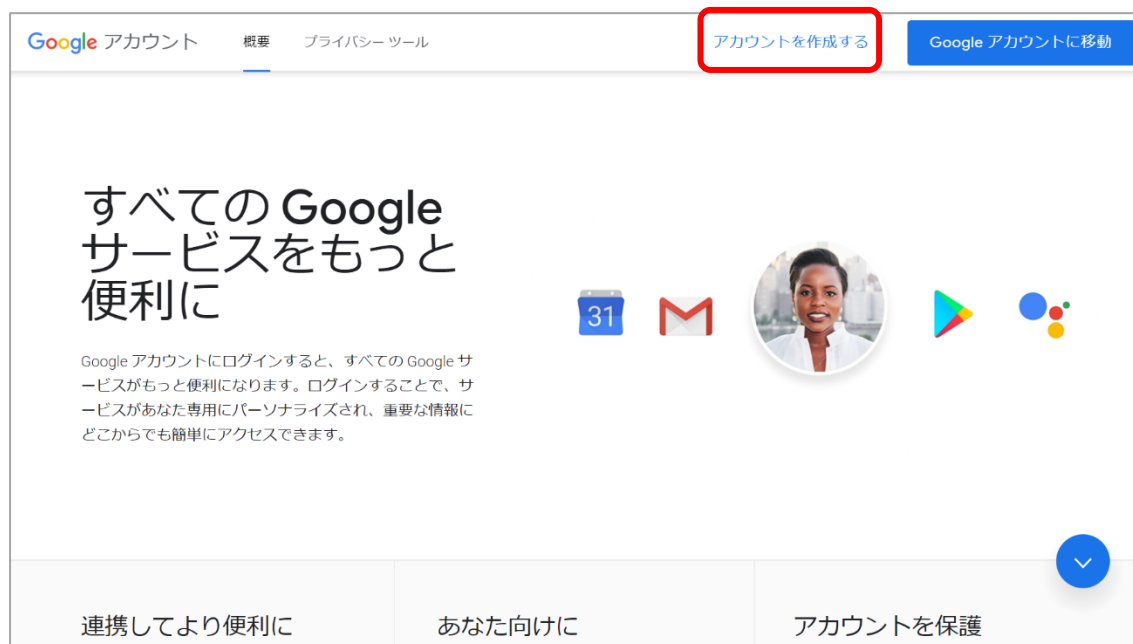 Google アカウント 概要 プライバシー ツール アカウントを作成する Google アカウントに移動
すべての Google
サービスをもっと
便利に
31
Google アカウントにログインすると、すべての Google サ
ービスがもっと便利になります。ログインすることで、サ
ービスがあなた専用にパーソナライズされ、重要な情報に
どこからでも簡単にアクセスできます。
連携してより便利に あなた向けに アカウントを保護